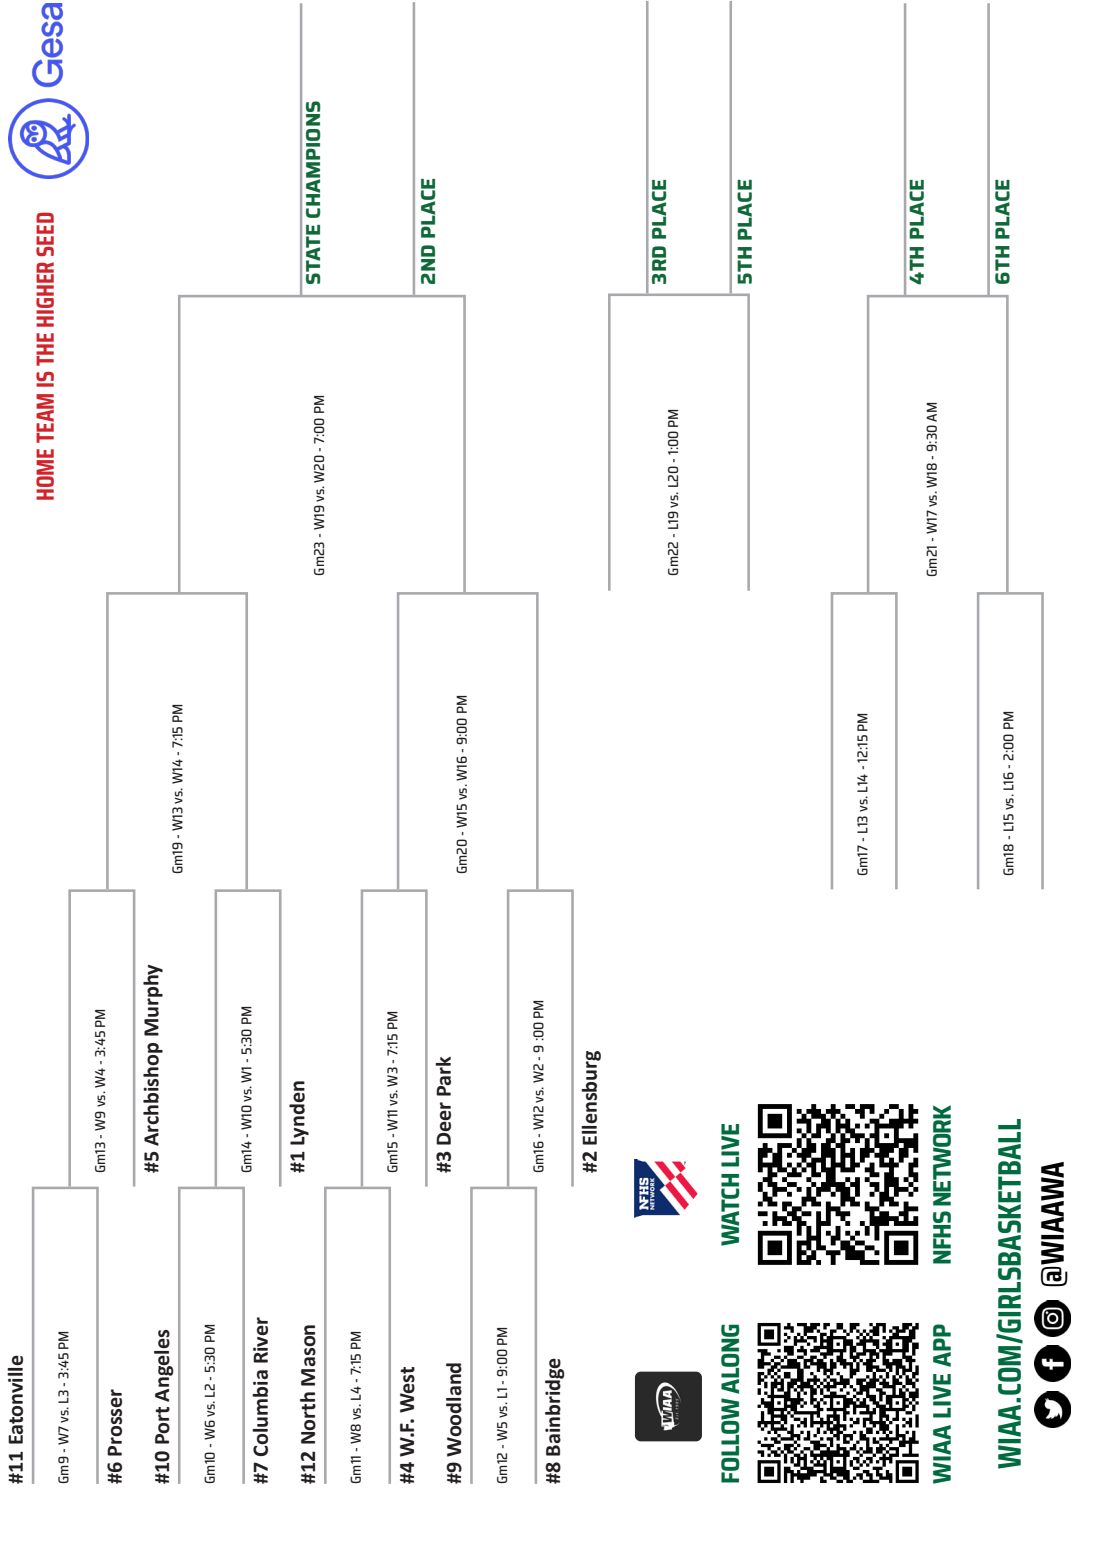 Gesa
HOME TEAM IS THE HIGHER SEED
#11 Eatonville
Gm9 - W7 vs. L3 - 3:45 PM
#6 Prosser
#10 Port Angeles
Gm10 - W6 vs. L2 - 5:30 PM
#7 Columbia River
#12 North Mason
Gm11 - W8 vs. L4 - 7:15 PM
#4 W.F. West
#9 Woodland
Gm12 - W5 vs. L1 - 9:00 PM
#8 Bainbridge
Gm13 - W9 vs. W4 - 3:45 PM
#5 Archbishop Murphy
Gm14 - W10 vs. W1 - 5:30 PM
#1 Lynden
Gm15 - W11 vs. W3 - 7:15 PM
#3 Deer Park
Gm16 - W12 vs. W2 - 9 :00 PM
#2 Ellensburg
Gm19 - W13 vs. W14 - 7:15 PM
Gm20 - W15 vs. W16 - 9:00 PM
Gm23 - W19 vs. W20 - 7:00 PM
STATE CHAMPIONS
2ND PLACE
Gm22 - L19 vs. L20 - 1:00 PM
3RD PLACE
5TH PLACE
Gm17 - L13 vs. L14 - 12:15 PM
Gm18 - L15 vs. L16 - 2:00 PM
Gm21 - W17 vs. W18 - 9:30 AM
4TH PLACE
6TH PLACE
WIAA
NFHS
NETWORK
FOLLOW ALONG
WATCH LIVE
WIAA LIVE APP
NFHS NETWORK
WIAA.COM/GIRLSBASKETBALL
@WIAAWA